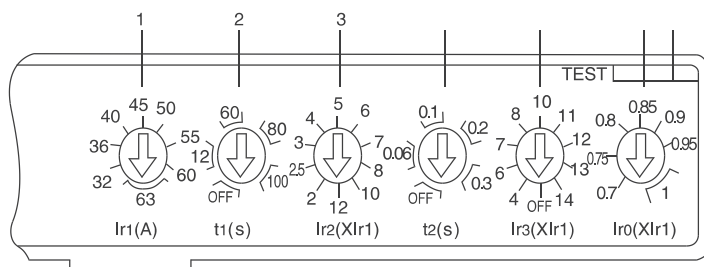 1 2 3
TEST
32 36 40 45 50 55 60 63
12 60 80 100 OFF
2 2.5 3 4 5 6 7 8 10 12
0.06 0.1 0.2 0.3 OFF
4 6 7 8 10 11 12 13 14 OFF
0.7 0.75 0.8 0.85 0.9 0.95 1
Ir1(A) t1(s) Ir2(XIr1) t2(s) Ir3(XIr1) Ir0(XIr1)